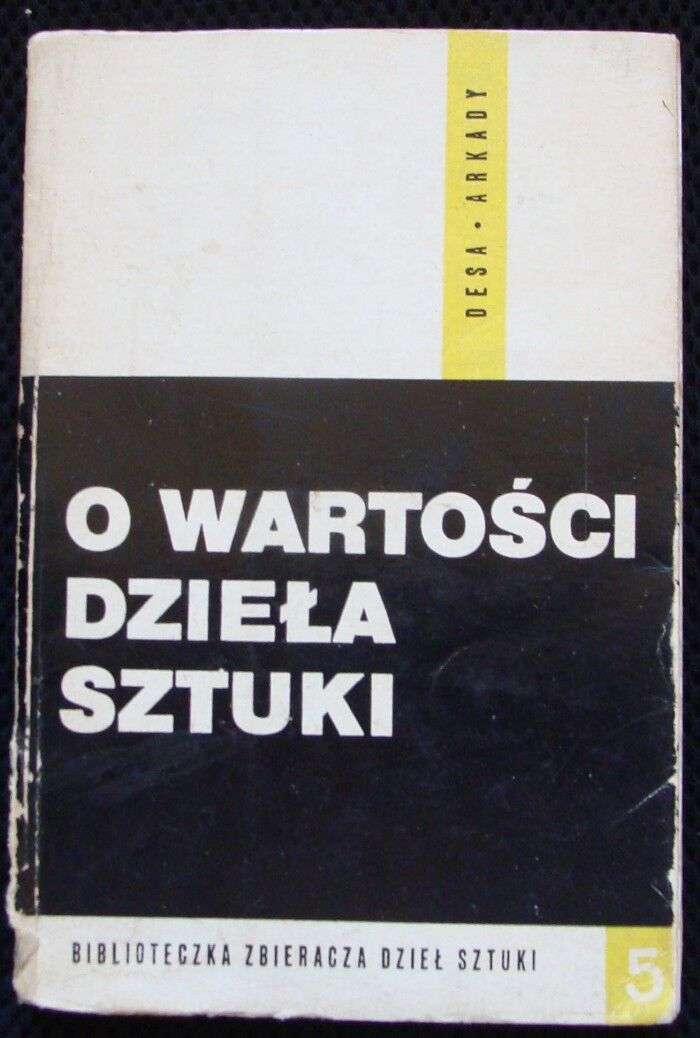 DESA • ARKADY
O WARTOŚCI
DZIEŁA
SZTUKI
BIBLIOTECZKA ZBIERACZA DZIEŁ SZTUKI
5